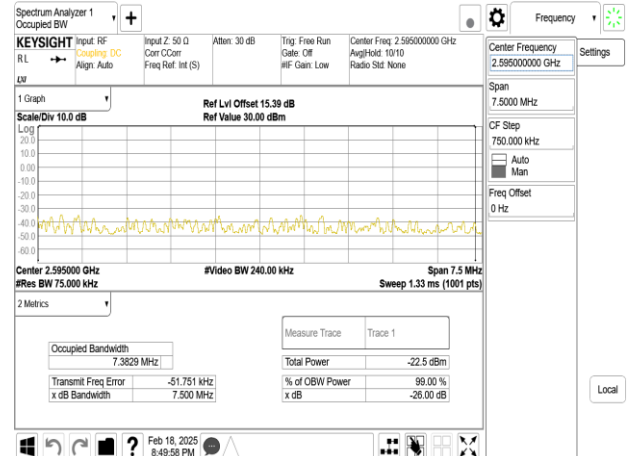 Spectrum Analyzer 1
Occupied BW
Frequency
KEYSIGHT
Input: RF
Input Z: 50 Ω
Atten: 30 dB
Trig: Free Run
Center Freq: 2.595000000 GHz
RL
Coupling: DC
Corr CCorr
Gate: Off
Avg|Hold: 10/10
Align: Auto
Freq Ref: Int (S)
#IF Gain: Low
Radio Std: None
LXI
Center Frequency
2.595000000 GHz
Settings
Span
7.5000 MHz
CF Step
750.000 kHz
Auto
Man
Freq Offset
0 Hz
Local
1 Graph
Ref Lvl Offset 15.39 dB
Scale/Div 10.0 dB
Ref Value 30.00 dBm
Log
20.0
10.0
0.00
-10.0
-20.0
-30.0
-40.0
-50.0
-60.0
Center 2.595000 GHz
#Video BW 240.00 kHz
Span 7.5 MHz
#Res BW 75.000 kHz
Sweep 1.33 ms (1001 pts)
2 Metrics
Measure Trace
Trace 1
Occupied Bandwidth
7.3829 MHz
Total Power
-22.5 dBm
Transmit Freq Error
-51.751 kHz
% of OBW Power
99.00 %
x dB Bandwidth
7.500 MHz
x dB
-26.00 dB
Feb 18, 2025
8:49:58 PM